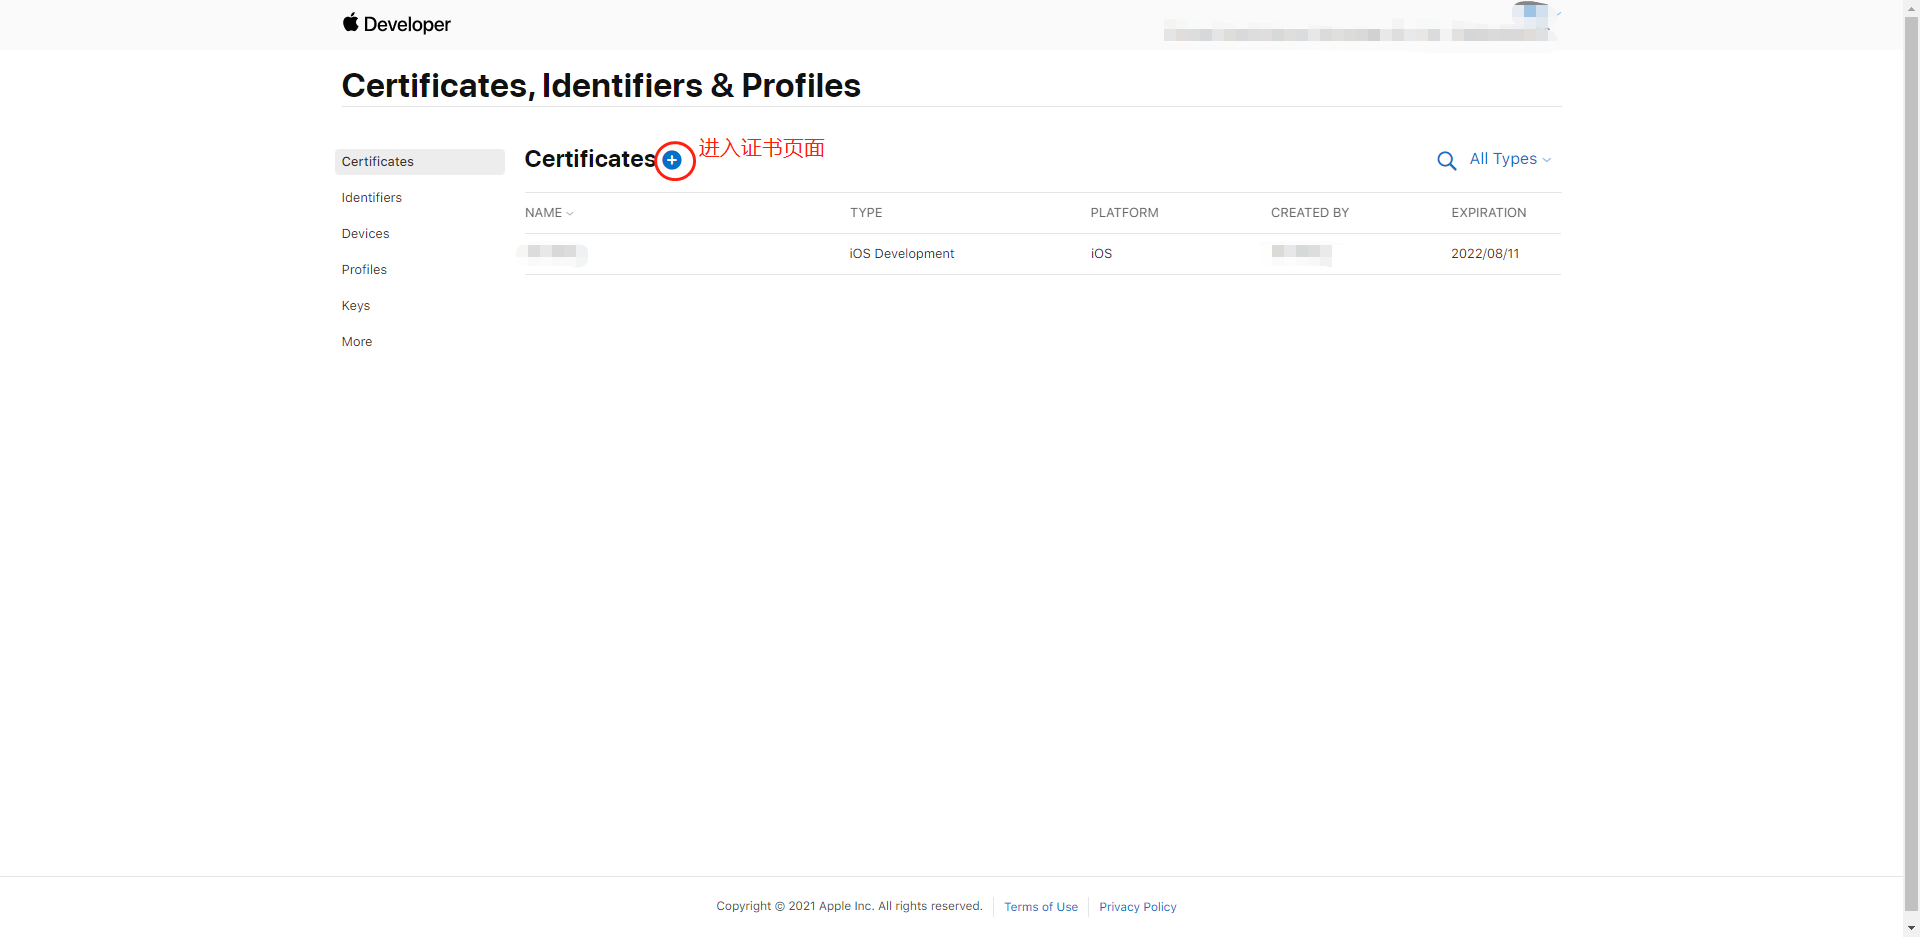 Developer
Certificates, Identifiers & Profiles
Certificates
Identifiers
Devices
Profiles
Keys
More
Certificates
进入证书页面
All Types
NAME TYPE PLATFORM CREATED BY EXPIRATION
iOS Development iOS 2022/08/11
Copyright © 2021 Apple Inc. All rights reserved. Terms of Use Privacy Policy